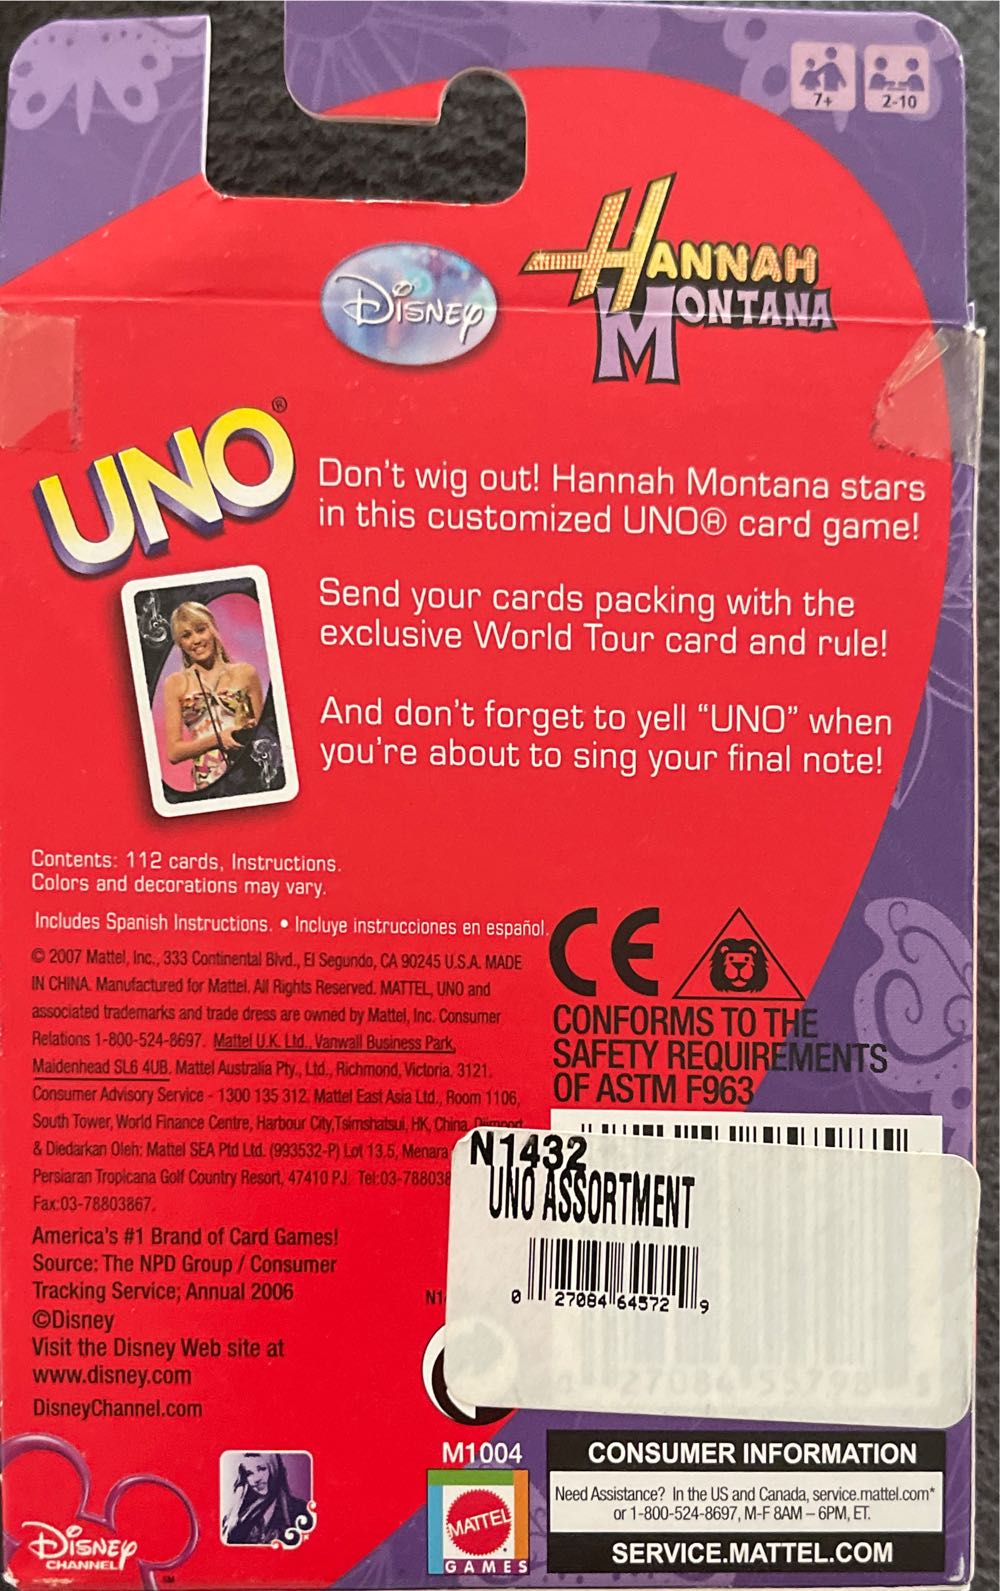 7+
2-10
DISNEY
HANNAH
MONTANA
UNO®
Don't wig out! Hannah Montana stars
in this customized UNO® card game!
Send your cards packing with the
exclusive World Tour card and rule!
And don't forget to yell “UNO” when
you're about to sing your final note!
Contents: 112 cards, Instructions.
Colors and decorations may vary.
Includes Spanish Instructions. • Incluye instrucciones en español.
© 2007 Mattel, Inc., 333 Continental Blvd., El Segundo, CA 90245 U.S.A. MADE
IN CHINA. Manufactured for Mattel. All Rights Reserved. MATTEL, UNO and
associated trademarks and trade dress are owned by Mattel, Inc. Consumer
Relations 1-800-524-8697. Mattel U.K. Ltd., Vanwall Business Park,
Maidenhead SL6 4UB. Mattel Australia Pty., Ltd., Richmond, Victoria. 3121.
Consumer Advisory Service - 1300 135 312. Mattel East Asia Ltd., Room 1106,
South Tower, World Finance Centre, Harbour City, Tsimshatsui, HK, China. Diimport
& Diedarkan Oleh: Mattel SEA Ptd Ltd. (993532-P) Lot 13.5, Menara
Persiaran Tropicana Golf Country Resort, 47410 PJ. Tel:03-788038
Fax:03-78803867.
America's #1 Brand of Card Games!
Source: The NPD Group / Consumer
Tracking Service; Annual 2006
©Disney
Visit the Disney Web site at
www.disney.com
DisneyChannel.com
CE
CONFORMS TO THE
SAFETY REQUIREMENTS
OF ASTM F963
N1432
UNO ASSORTMENT
0 27084 64572 9
N1
M1004
MATTEL
GAMES
CONSUMER INFORMATION
Need Assistance? In the US and Canada, service.mattel.com*
or 1-800-524-8697, M-F 8AM – 6PM, ET.
SERVICE.MATTEL.COM
DISNEY
CHANNEL
SM